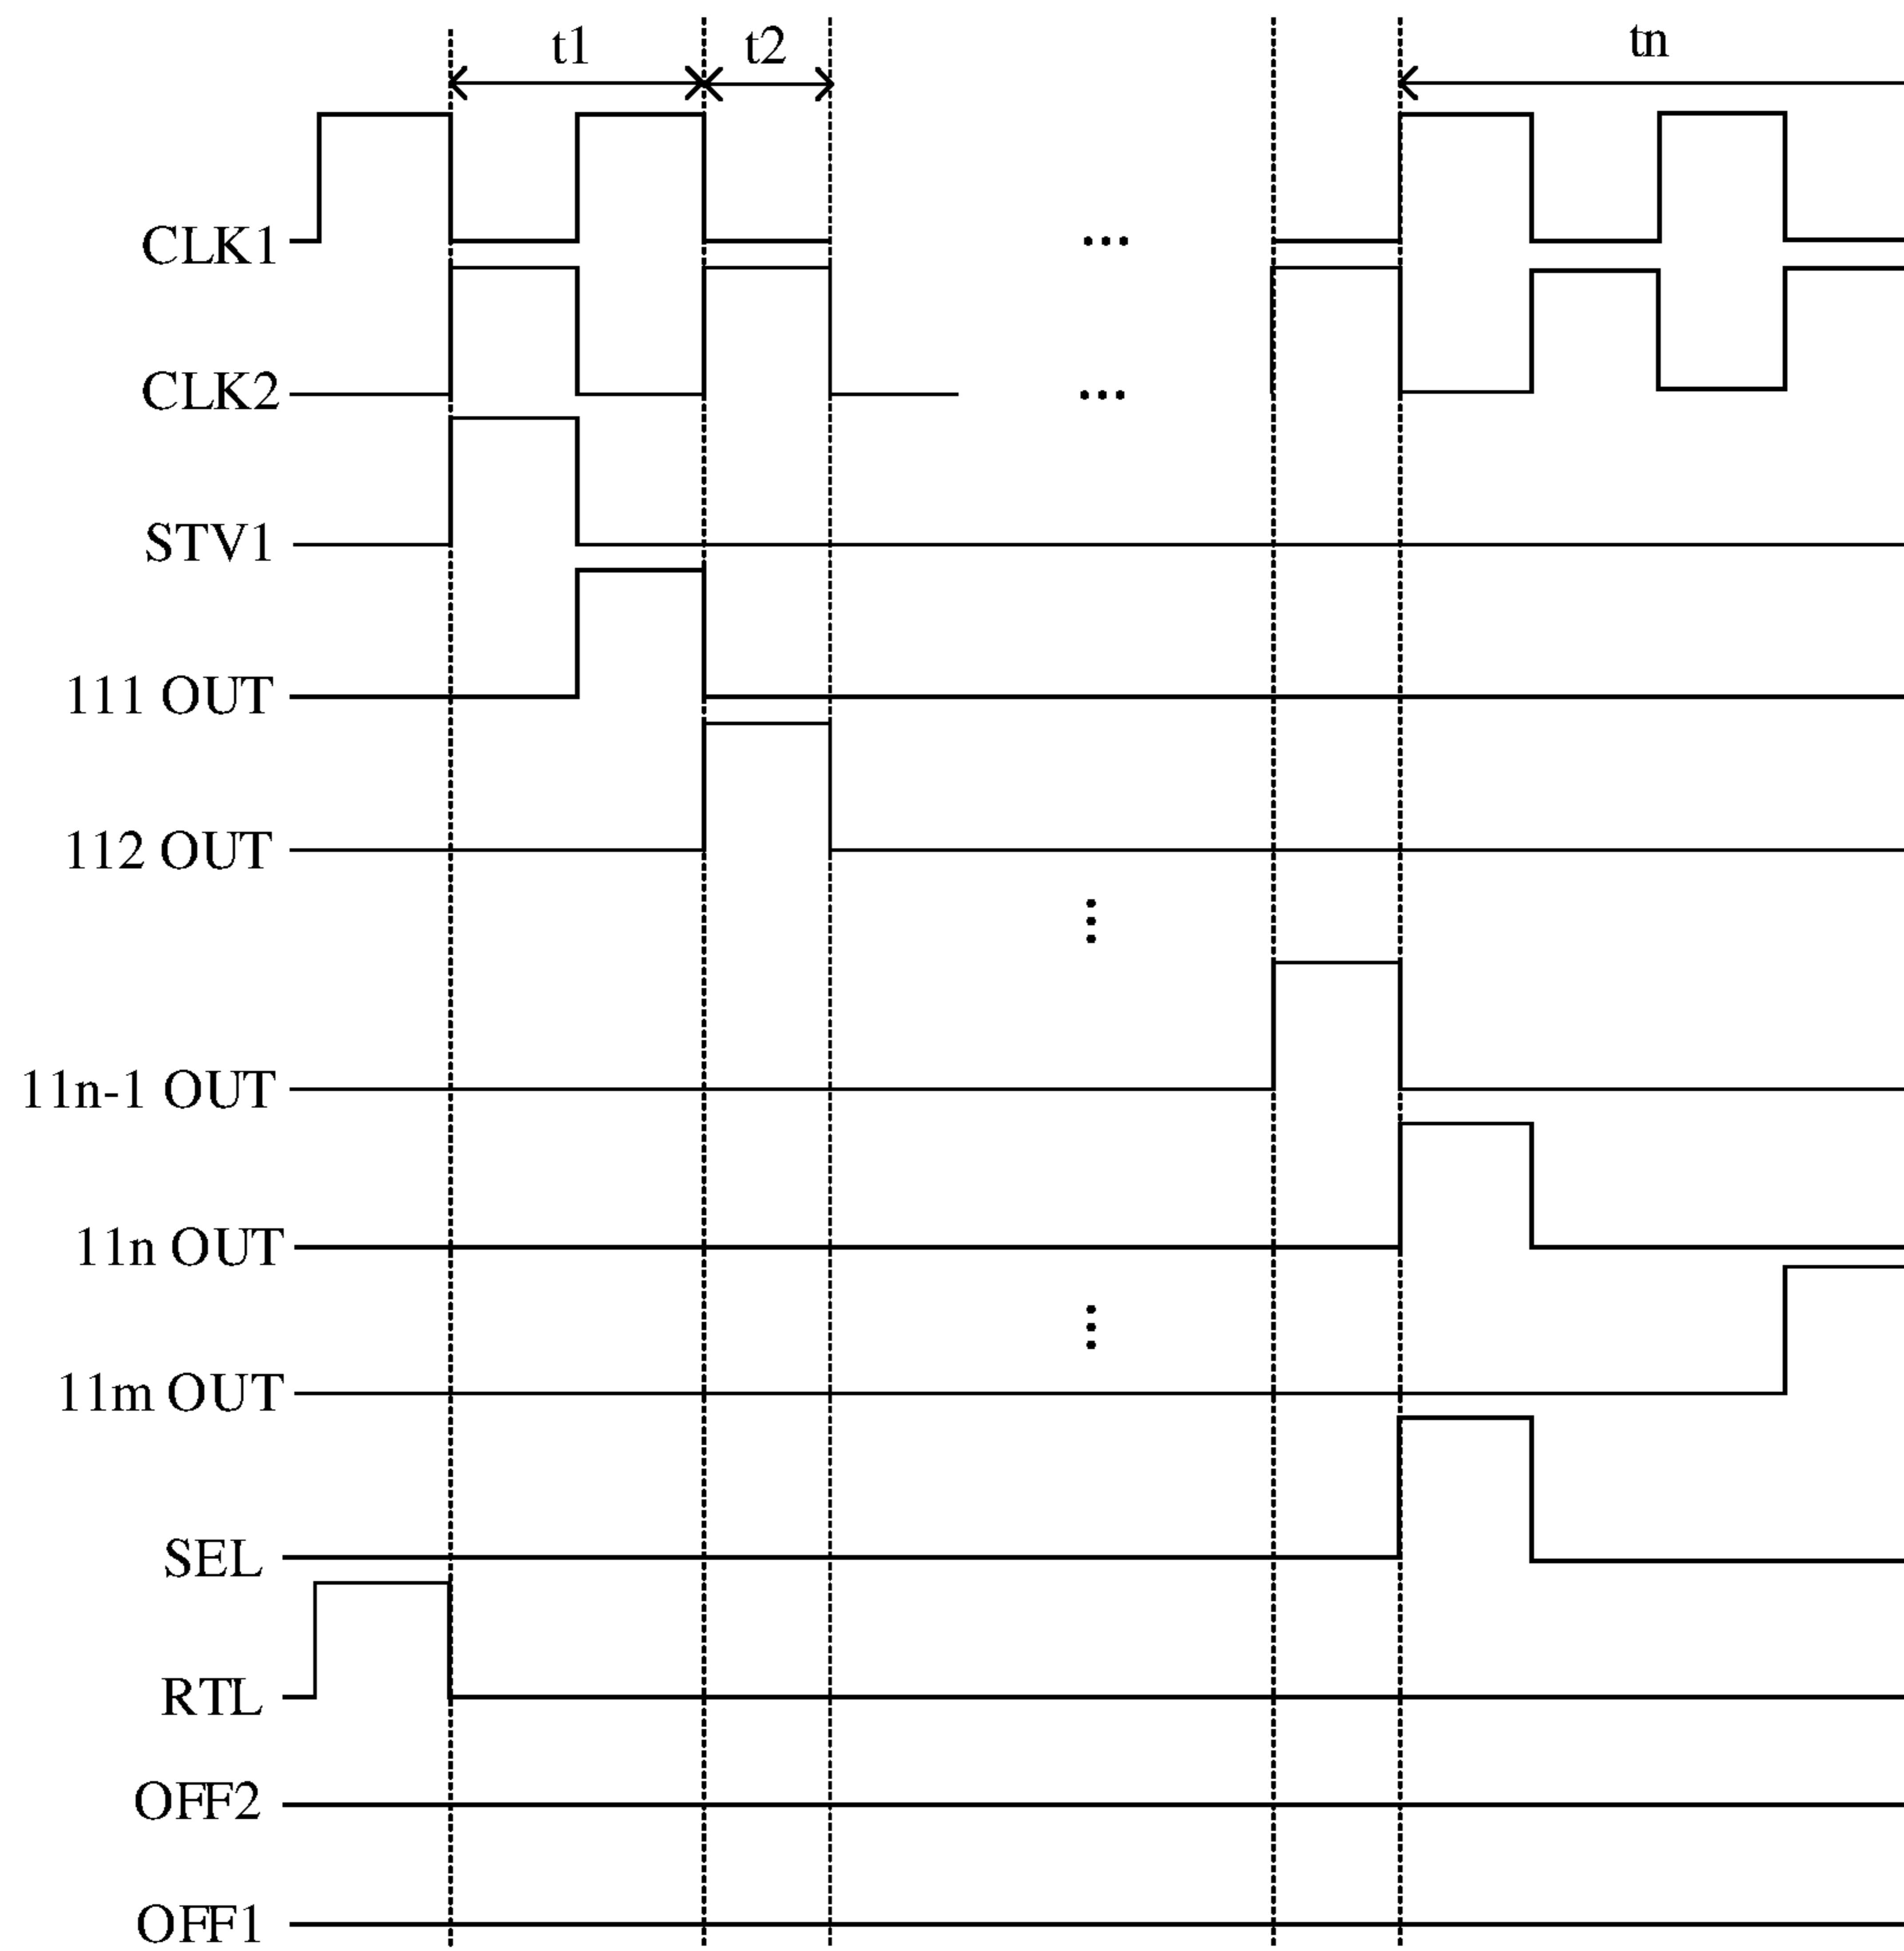 t1 t2 tn
CLK1 ...
CLK2 ...
STV1
111 OUT
112 OUT
11n-1 OUT
11n OUT
11m OUT
SEL
RTL
OFF2
OFF1